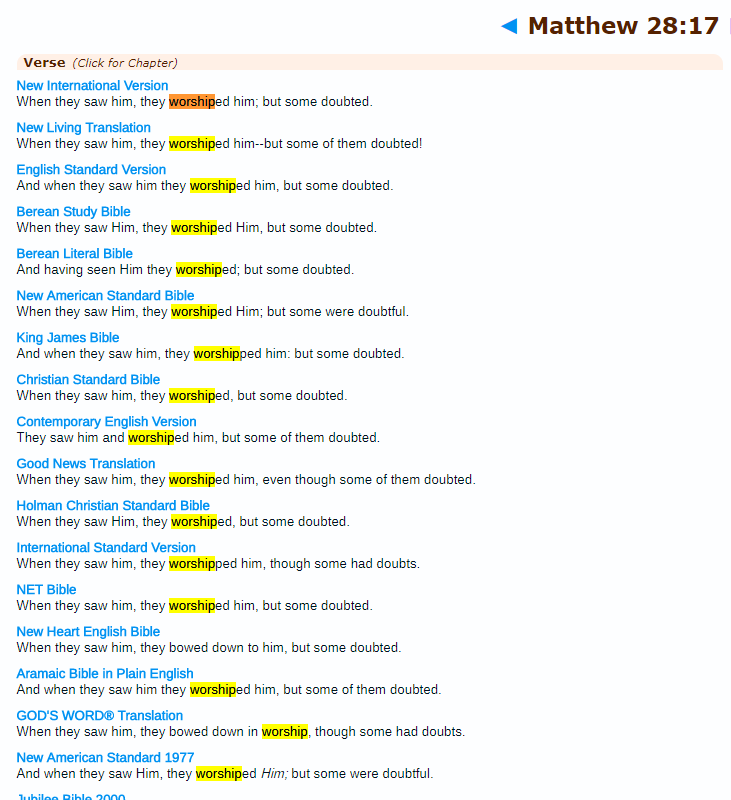 ◄ Matthew 28:17
Verse (Click for Chapter)
New International Version
When they saw him, they worshiped him; but some doubted.
New Living Translation
When they saw him, they worshiped him--but some of them doubted!
English Standard Version
And when they saw him they worshiped him, but some doubted.
Berean Study Bible
When they saw Him, they worshiped Him, but some doubted.
Berean Literal Bible
And having seen Him they worshiped; but some doubted.
New American Standard Bible
When they saw Him, they worshiped Him; but some were doubtful.
King James Bible
And when they saw him, they worshipped him: but some doubted.
Christian Standard Bible
When they saw him, they worshiped, but some doubted.
Contemporary English Version
They saw him and worshiped him, but some of them doubted.
Good News Translation
When they saw him, they worshiped him, even though some of them doubted.
Holman Christian Standard Bible
When they saw Him, they worshiped, but some doubted.
International Standard Version
When they saw him, they worshipped him, though some had doubts.
NET Bible
When they saw him, they worshiped him, but some doubted.
New Heart English Bible
When they saw him, they bowed down to him, but some doubted.
Aramaic Bible in Plain English
And when they saw him they worshiped him, but some of them doubted.
GOD'S WORD® Translation
When they saw him, they bowed down in worship, though some had doubts.
New American Standard 1977
And when they saw Him, they worshiped Him; but some were doubtful.
Jubilee Bible 2000